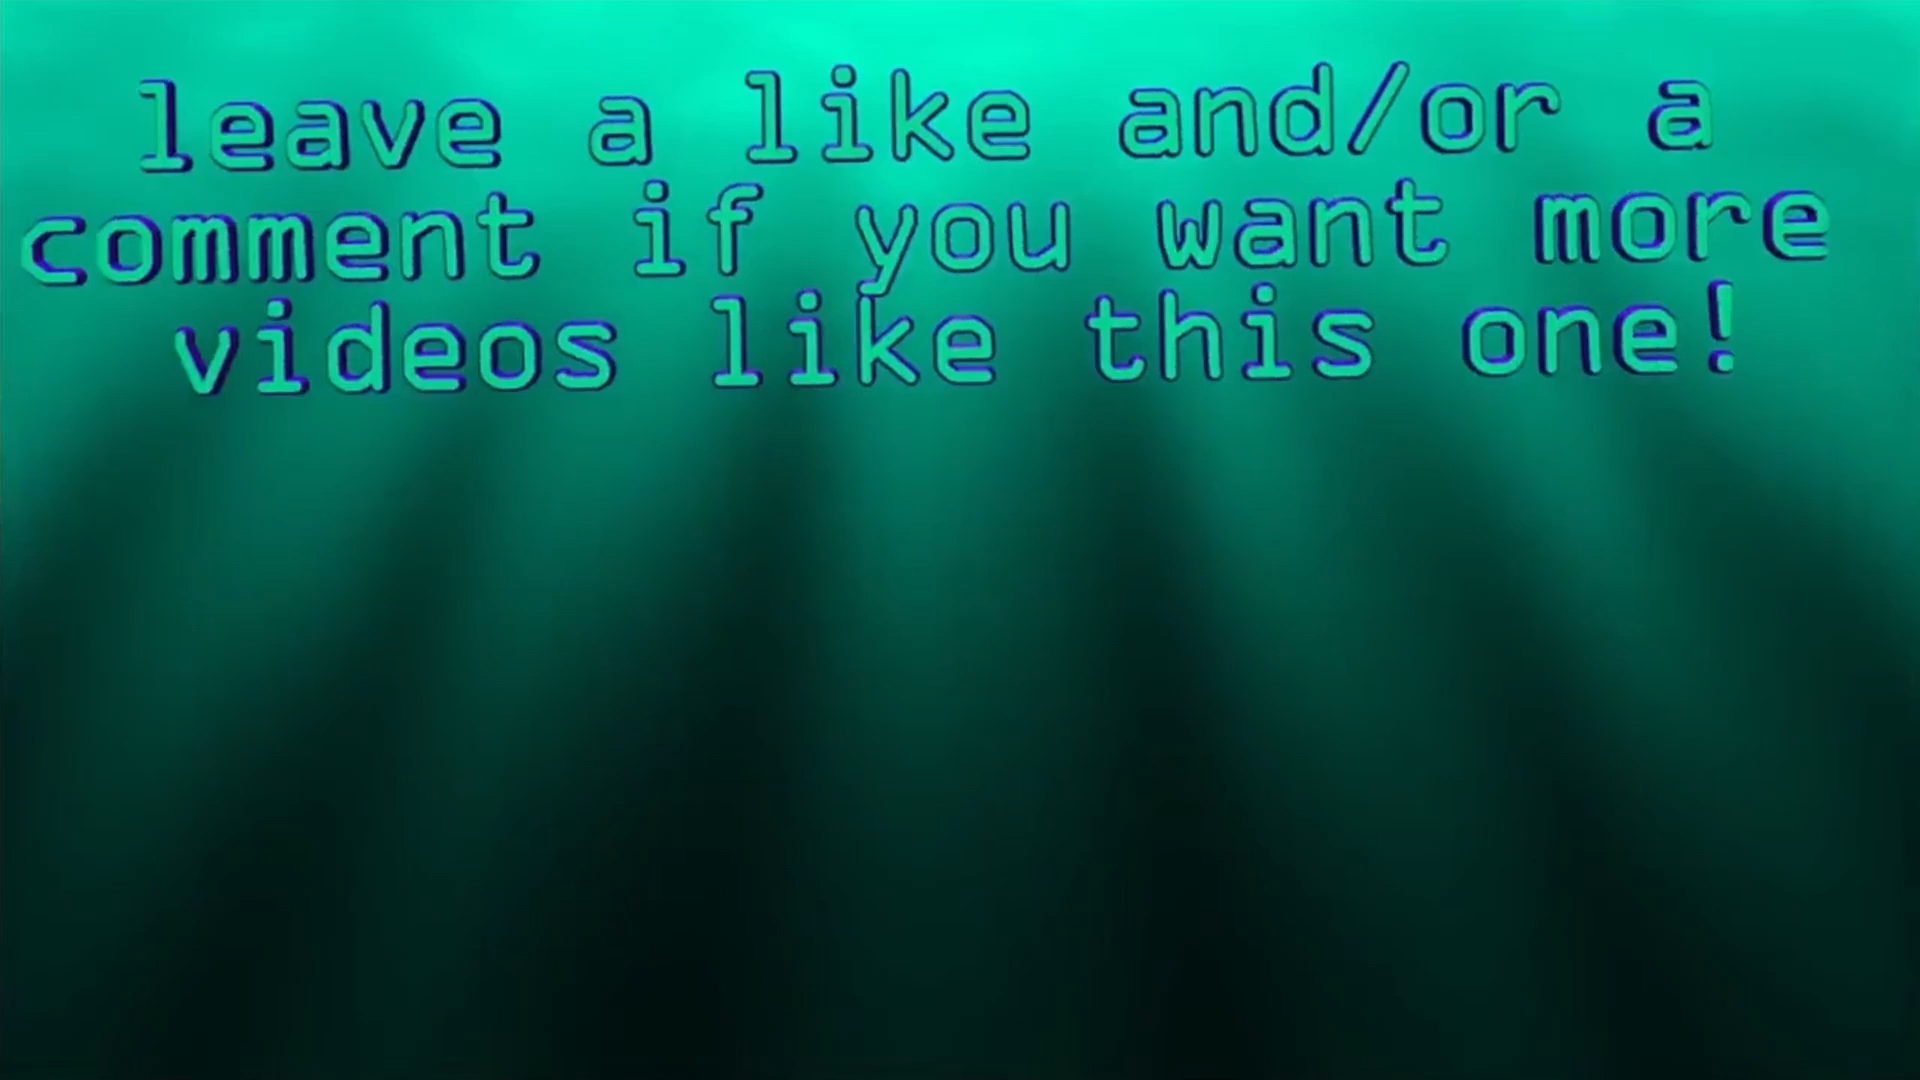 leave a like and/or a
comment if you want more
videos like this one!